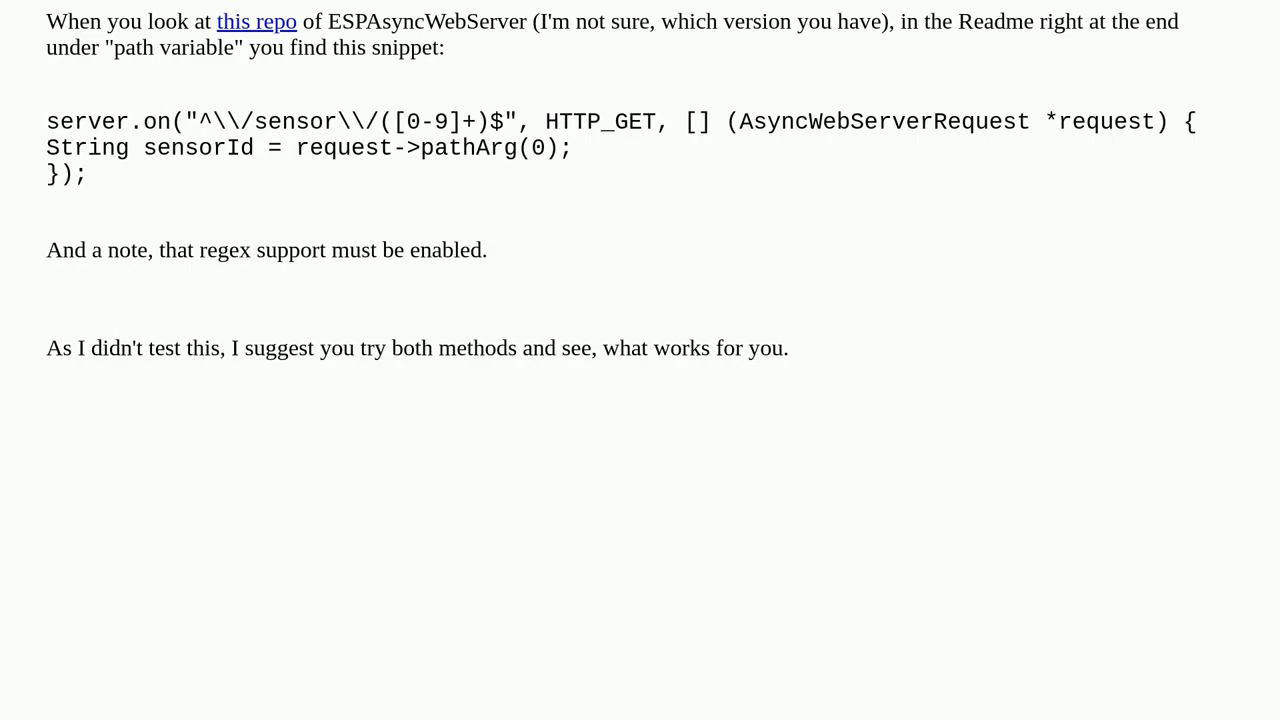 When you look at this repo of ESPAsyncWebServer (I'm not sure, which version you have), in the Readme right at the end
under "path variable" you find this snippet:
server.on("^\\/sensor\\/([0-9]+)$", HTTP_GET, [] (AsyncWebServerRequest *request) {
String sensorId = request->pathArg(0);
});
And a note, that regex support must be enabled.
As I didn't test this, I suggest you try both methods and see, what works for you.